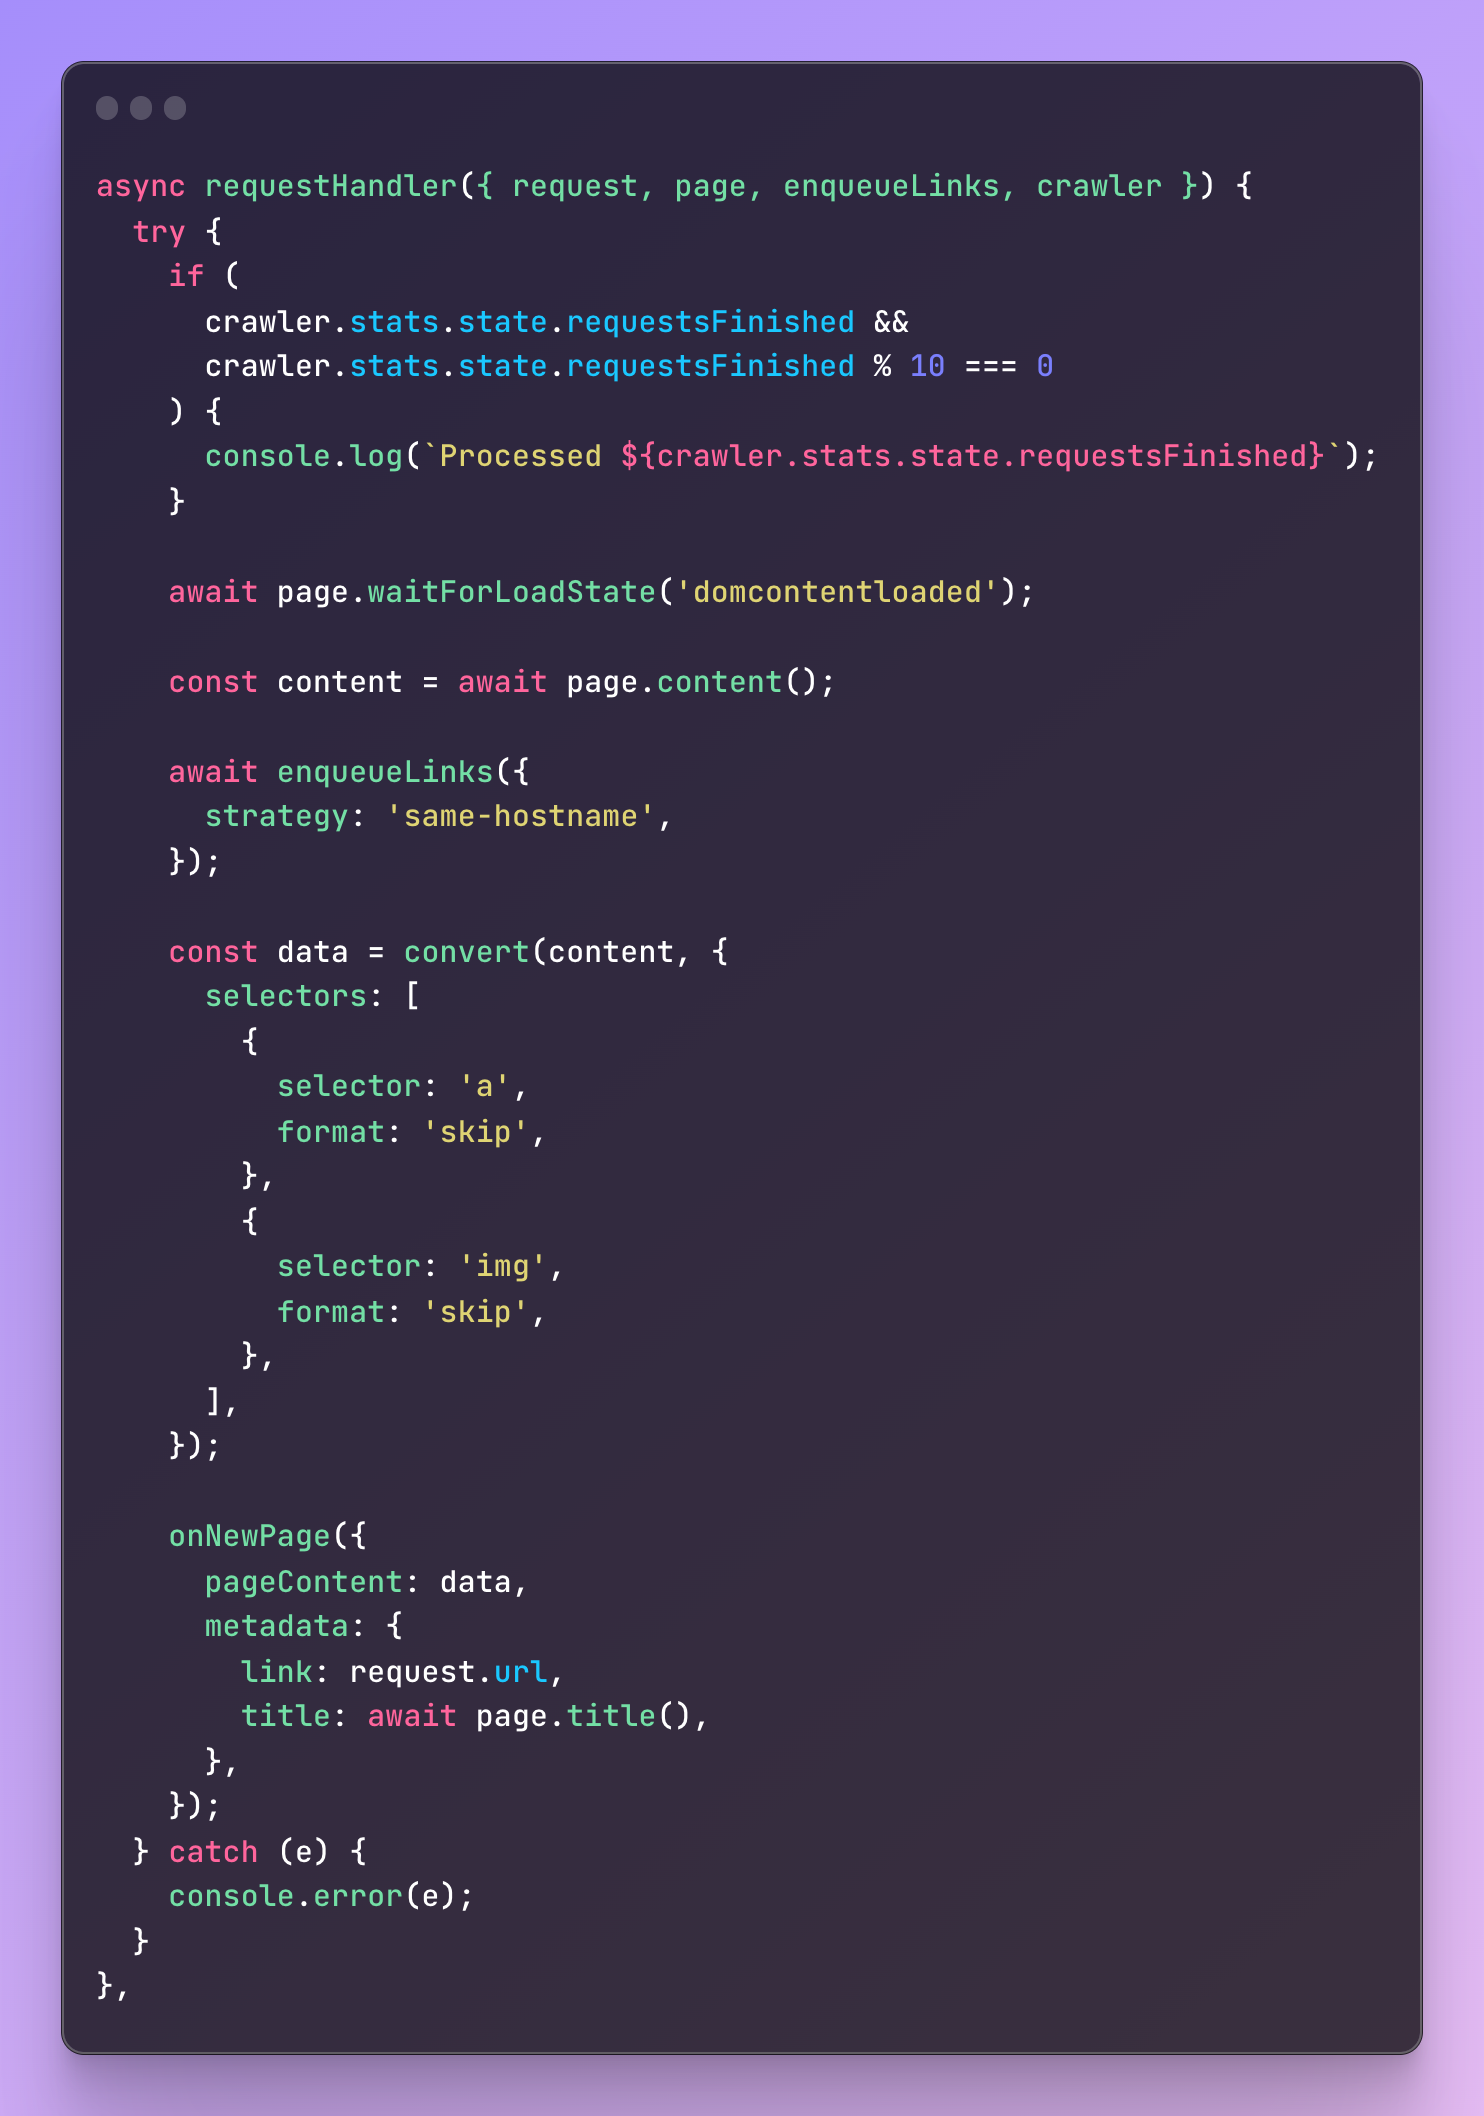 async requestHandler({ request, page, enqueueLinks, crawler }) {
  try {
    if (
      crawler.stats.state.requestsFinished &&
      crawler.stats.state.requestsFinished % 10 === 0
    ) {
      console.log(`Processed ${crawler.stats.state.requestsFinished}`);
    }

    await page.waitForLoadState('domcontentloaded');

    const content = await page.content();

    await enqueueLinks({
      strategy: 'same-hostname',
    });

    const data = convert(content, {
      selectors: [
        {
          selector: 'a',
          format: 'skip',
        },
        {
          selector: 'img',
          format: 'skip',
        },
      ],
    });

    onNewPage({
      pageContent: data,
      metadata: {
        link: request.url,
        title: await page.title(),
      },
    });
  } catch (e) {
    console.error(e);
  }
},